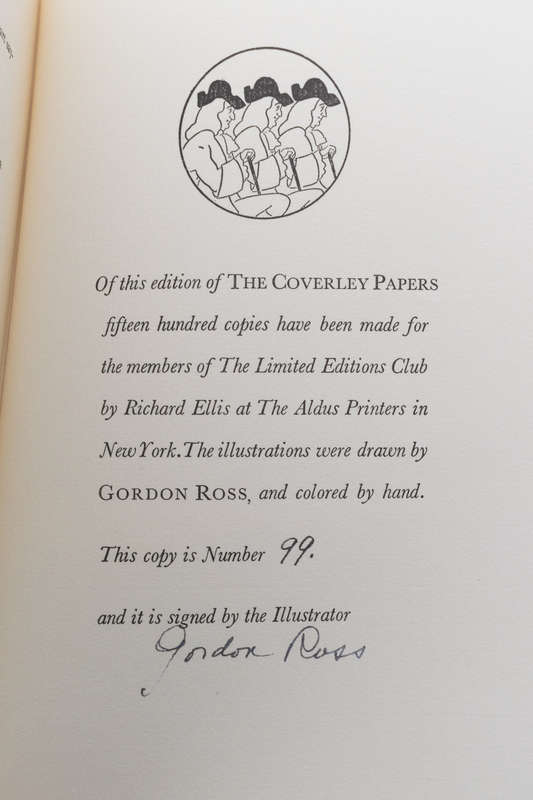 Of this edition of THE COVERLEY PAPERS
fifteen hundred copies have been made for
the members of The Limited Editions Club
by Richard Ellis at The Aldus Printers in
New York. The illustrations were drawn by
GORDON ROSS, and colored by hand.
This copy is Number 99.
and it is signed by the Illustrator
Gordon Ross